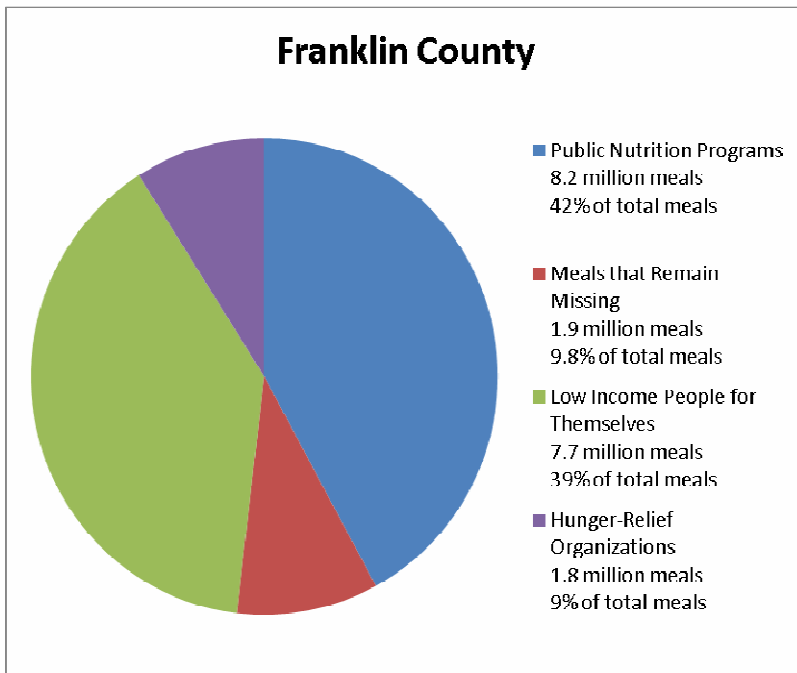 Franklin County
Public Nutrition Programs
8.2 million meals
42% of total meals
Meals that Remain
Missing
1.9 million meals
9.8% of total meals
Low Income People for
Themselves
7.7 million meals
39% of total meals
Hunger-Relief
Organizations
1.8 million meals
9% of total meals